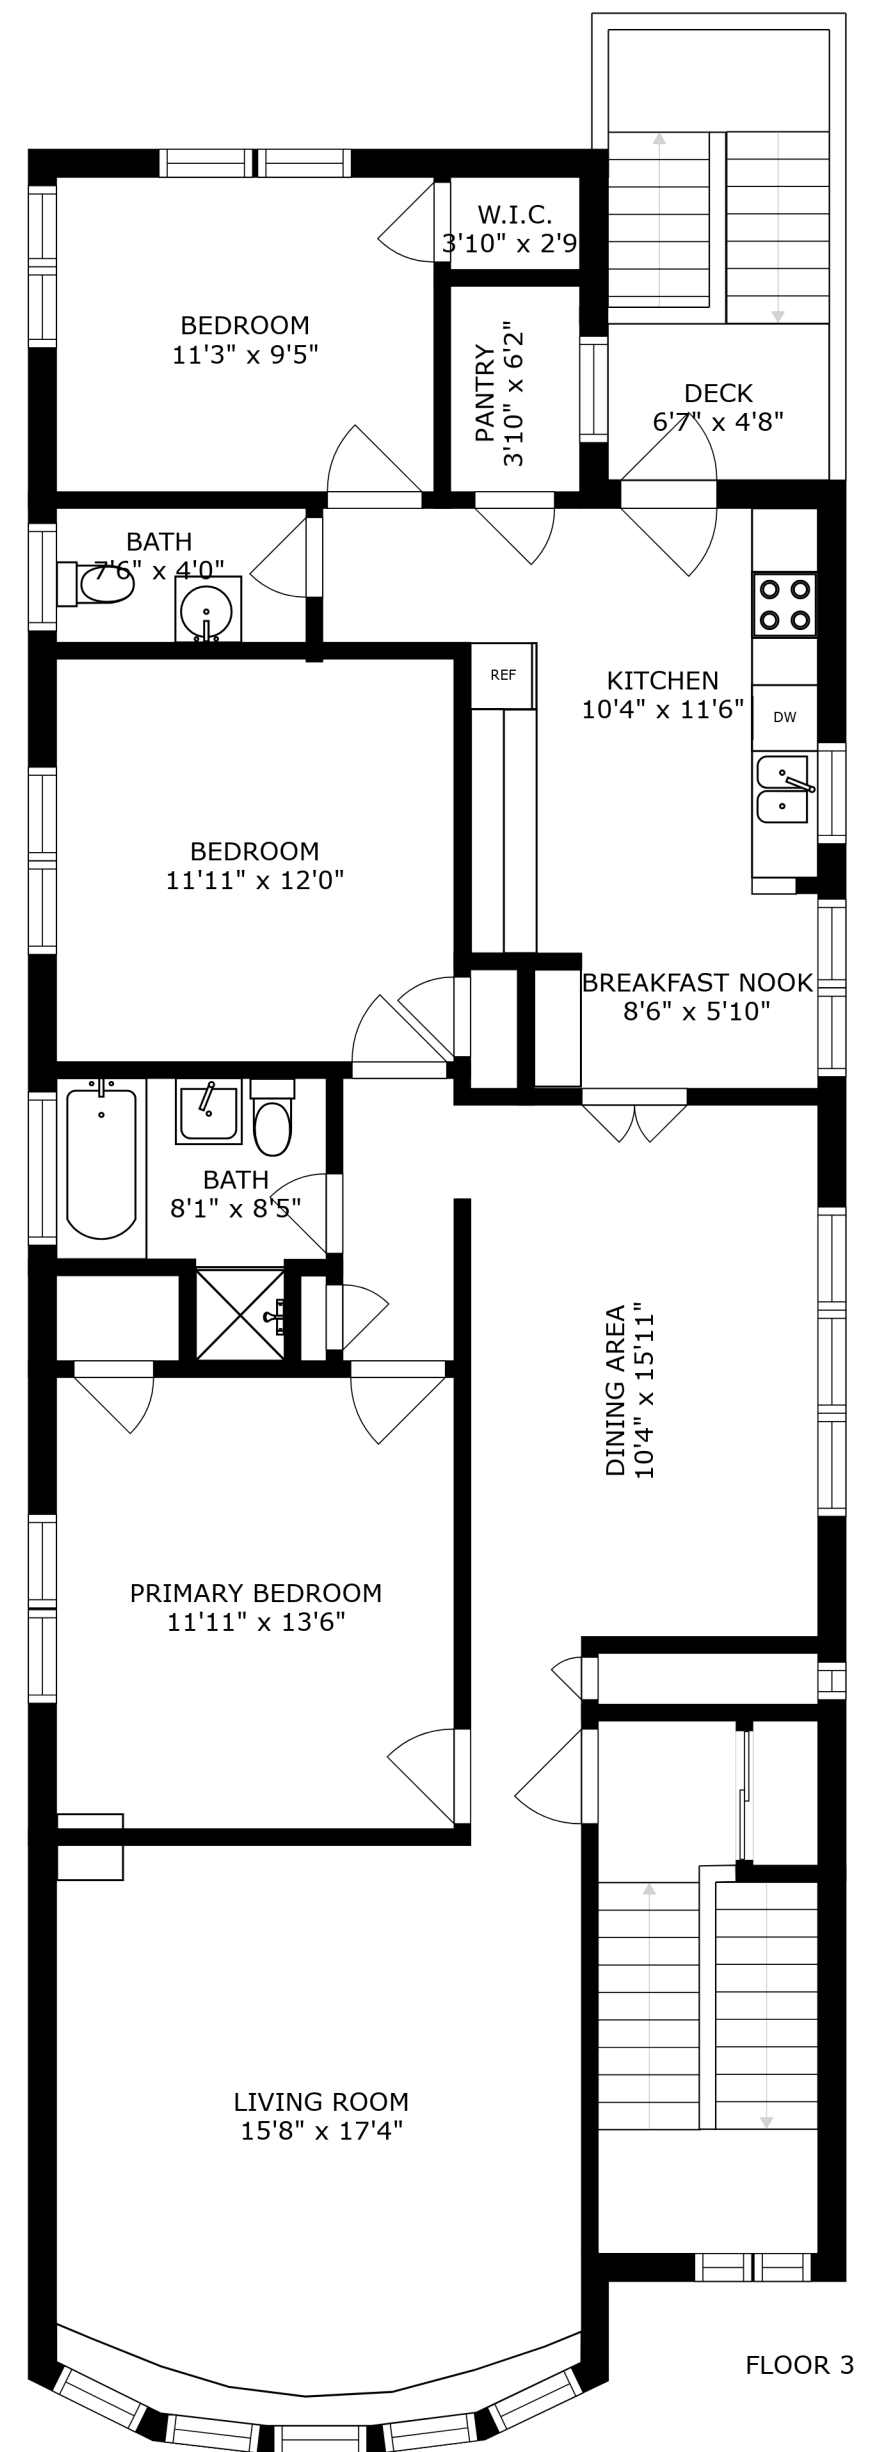 W.I.C.
3'10" x 2'9
BEDROOM
11'3" x 9'5"
PANTRY
3'10" x 6'2"
DECK
6'7" x 4'8"
BATH
7'6" x 4'0"
REF
KITCHEN
10'4" x 11'6"
DW
BEDROOM
11'11" x 12'0"
BREAKFAST NOOK
8'6" x 5'10"
BATH
8'1" x 8'5"
DINING AREA
10'4" x 15'11"
PRIMARY BEDROOM
11'11" x 13'6"
LIVING ROOM
15'8" x 17'4"
FLOOR 3